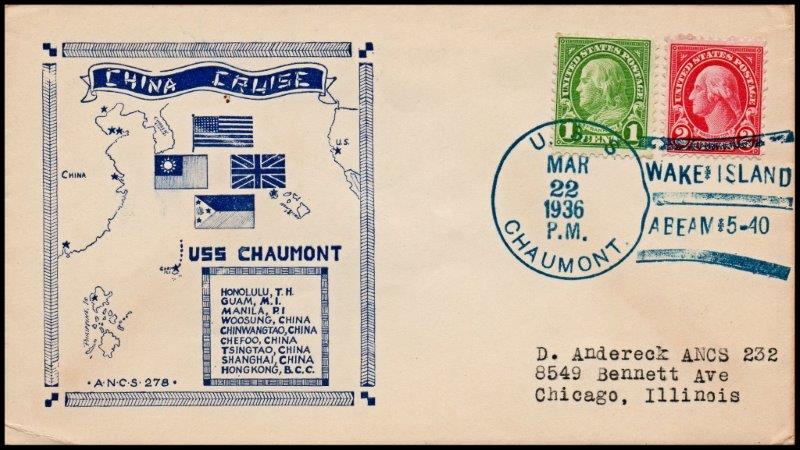 CHINA CRUISE
U.S.
CHINA
USS CHAUMONT
HONOLULU, T.H.
GUAM, M.I.
MANILA, P.I
WOOSUNG, CHINA
CHINWANGTAO, CHINA
CHEFOO, CHINA
TSINGTAO, CHINA
SHANGHAI, CHINA
HONGKONG, B.C.C.
·A·N·C·S·278·
UNITED STATES POSTAGE
1 CENT 1
UNITED STATES POSTAGE
2 2
U. S. S.
MAR
22
1936
P.M.
CHAUMONT.
WAKE ISLAND
ABEAM 5-40
D. Andereck ANCS 232
8549 Bennett Ave
Chicago, Illinois